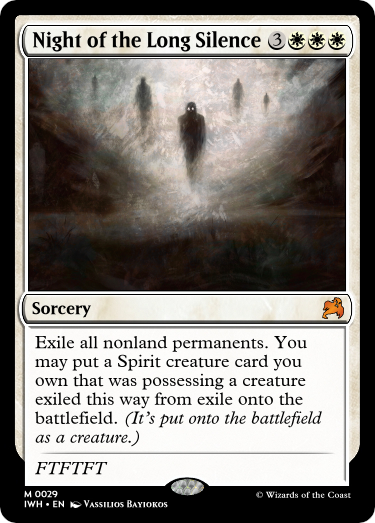 Night of the Long Silence 3
Sorcery
Exile all nonland permanents. You
may put a Spirit creature card you
own that was possessing a creature
exiled this way from exile onto the
battlefield. (It's put onto the battlefield
as a creature.)
FTFTFT
M 0029
IWH • EN VASSILIOS BAYIOKOS
© Wizards of the Coast